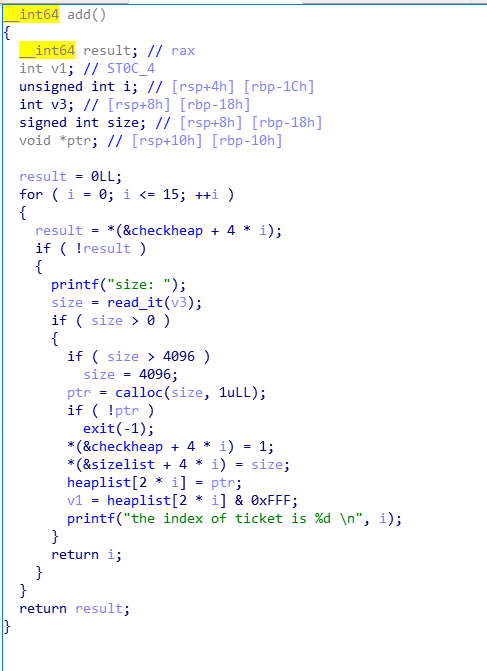 __int64 add()
{
  __int64 result; // rax
  int v1; // ST0C_4
  unsigned int i; // [rsp+4h] [rbp-1Ch]
  int v3; // [rsp+8h] [rbp-18h]
  signed int size; // [rsp+8h] [rbp-18h]
  void *ptr; // [rsp+10h] [rbp-10h]

  result = 0LL;
  for ( i = 0; i <= 15; ++i )
  {
    result = *(&checkheap + 4 * i);
    if ( !result )
    {
      printf("size: ");
      size = read_it(v3);
      if ( size > 0 )
      {
        if ( size > 4096 )
          size = 4096;
        ptr = calloc(size, 1uLL);
        if ( !ptr )
          exit(-1);
        *(&checkheap + 4 * i) = 1;
        *(&sizelist + 4 * i) = size;
        heaplist[2 * i] = ptr;
        v1 = heaplist[2 * i] & 0xFFF;
        printf("the index of ticket is %d \n", i);
      }
      return i;
    }
  }
  return result;
}